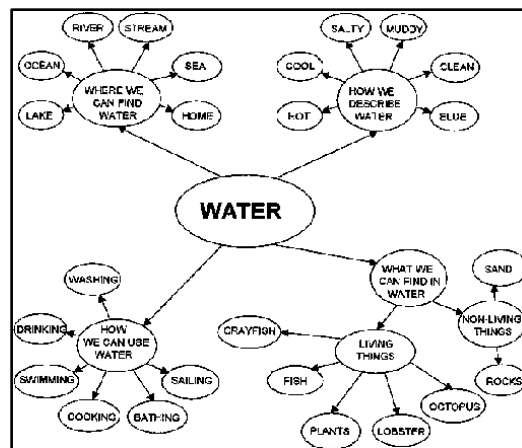 RIVER
STREAM
OCEAN
SEA
WHERE WE
CAN FIND
WATER
LAKE
HOME
SALTY
MUDDY
COOL
CLEAN
HOW WE
DESCRIBE
WATER
HOT
BLUE
WATER
WASHING
DRINKING
HOW
WE CAN USE
WATER
SWIMMING
SAILING
COOKING
BATHING
WHAT WE
CAN FIND IN
WATER
SAND
NON-LIVING
THINGS
ROCKS
CRAYFISH
LIVING
THINGS
FISH
OCTOPUS
PLANTS
LOBSTER